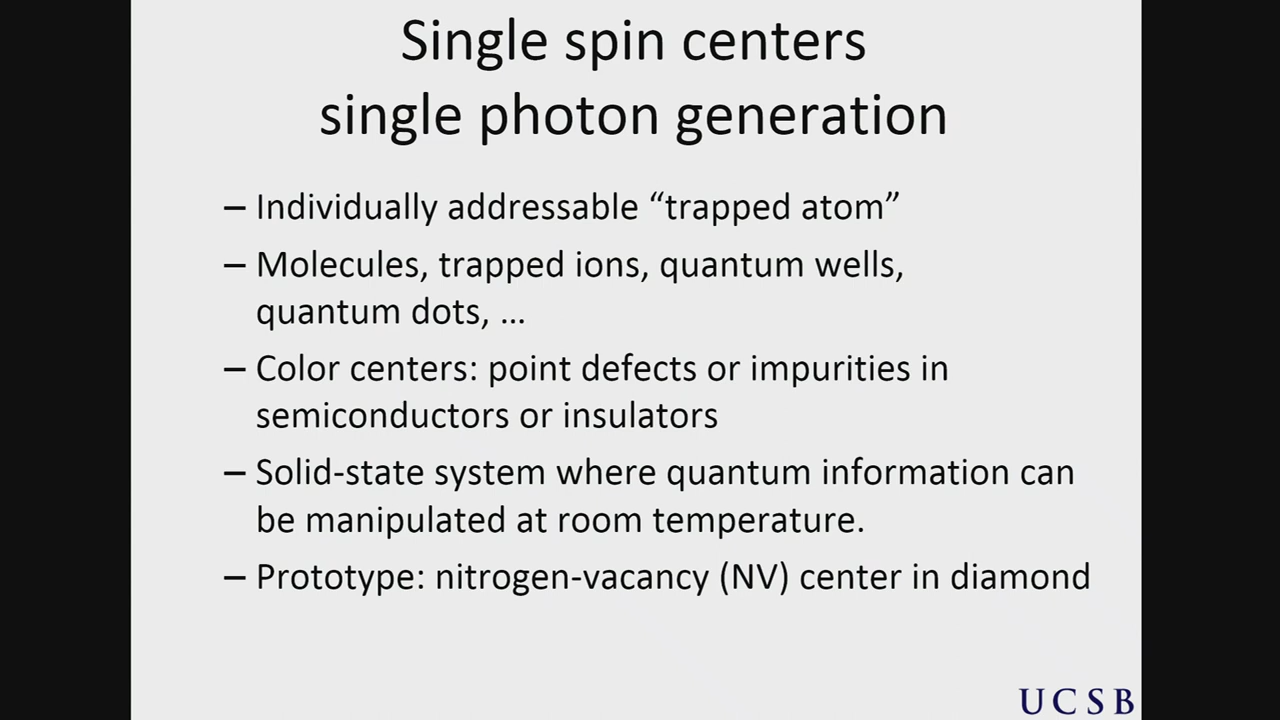 Single spin centers
single photon generation
– Individually addressable “trapped atom”
– Molecules, trapped ions, quantum wells,
quantum dots, ...
– Color centers: point defects or impurities in
semiconductors or insulators
– Solid-state system where quantum information can
be manipulated at room temperature.
– Prototype: nitrogen-vacancy (NV) center in diamond
UCSB